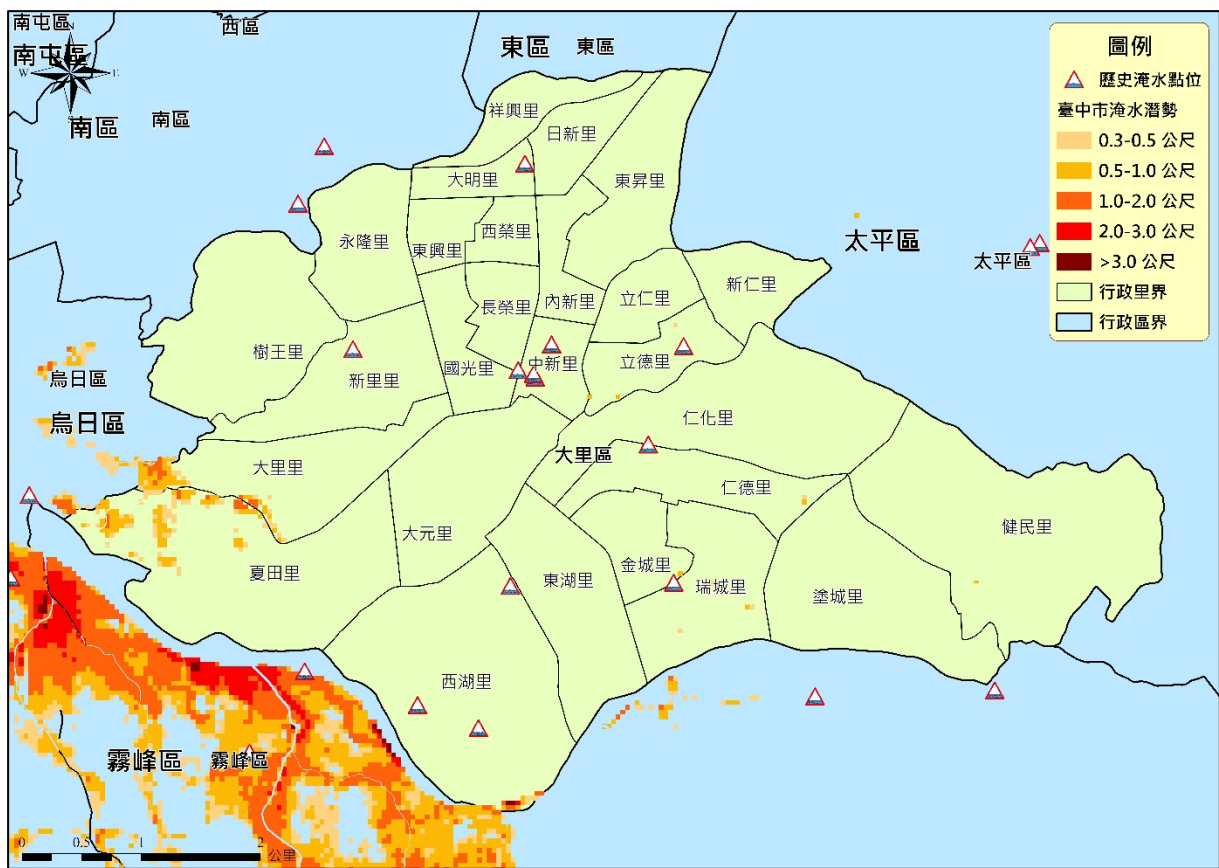 南屯區
南屯區
N
W
E
S
西區
東區
東區
南區
南區
祥興里
日新里
大明里
東昇里
永隆里
東興里
西榮里
太平區
太平區
新仁里
立仁里
內新里
長榮里
樹王里
新里里
國光里
中新里
立德里
烏日區
烏日區
仁化里
大里區
大里里
仁德里
健民里
大元里
夏田里
東湖里
金城里
瑞城里
塗城里
西湖里
霧峰區
霧峰區
0
0.5
1
2
公里
圖例
歷史淹水點位
臺中市淹水潛勢
0.3-0.5 公尺
0.5-1.0 公尺
1.0-2.0 公尺
2.0-3.0 公尺
>3.0 公尺
行政里界
行政區界